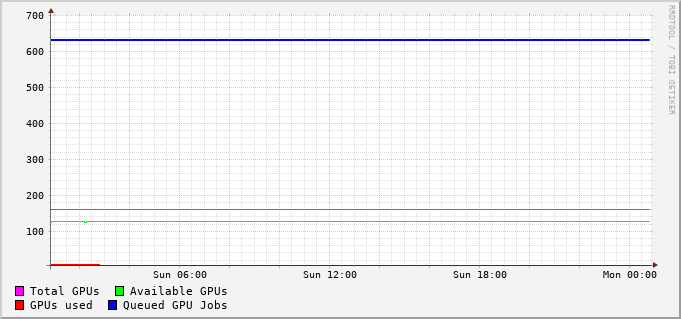 700
600
500
400
300
200
100
Sun 06:00 Sun 12:00 Sun 18:00 Mon 00:00
Total GPUs Available GPUs
GPUs used Queued GPU Jobs
RRDTOOL / TOBI OETIKER